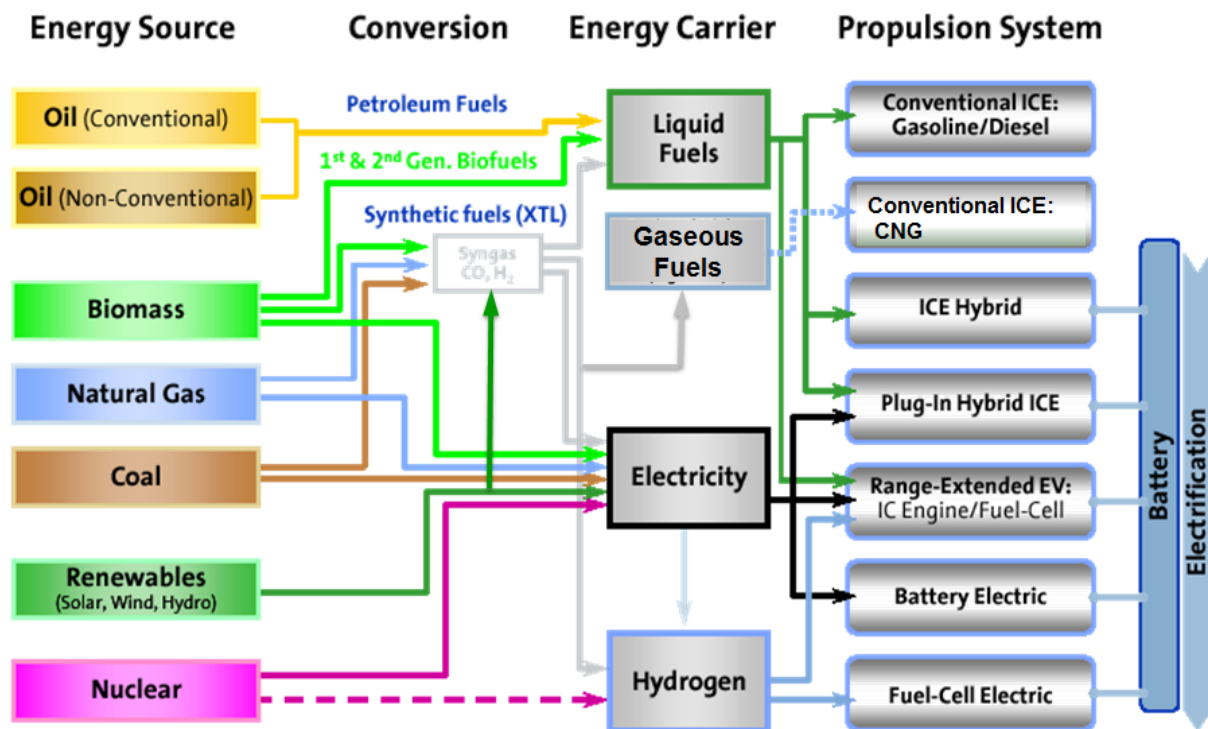 Energy Source
Conversion
Energy Carrier
Propulsion System
Oil (Conventional)
Oil (Non-Conventional)
Biomass
Natural Gas
Coal
Renewables
(Solar, Wind, Hydro)
Nuclear
Petroleum Fuels
1st & 2nd Gen. Biofuels
Synthetic fuels (XTL)
Syngas
CO, H2
Liquid
Fuels
Gaseous
Fuels
Electricity
Hydrogen
Conventional ICE:
Gasoline/Diesel
Conventional ICE:
CNG
ICE Hybrid
Plug-In Hybrid ICE
Range-Extended EV:
IC Engine/Fuel-Cell
Battery Electric
Fuel-Cell Electric
Battery
Electrification